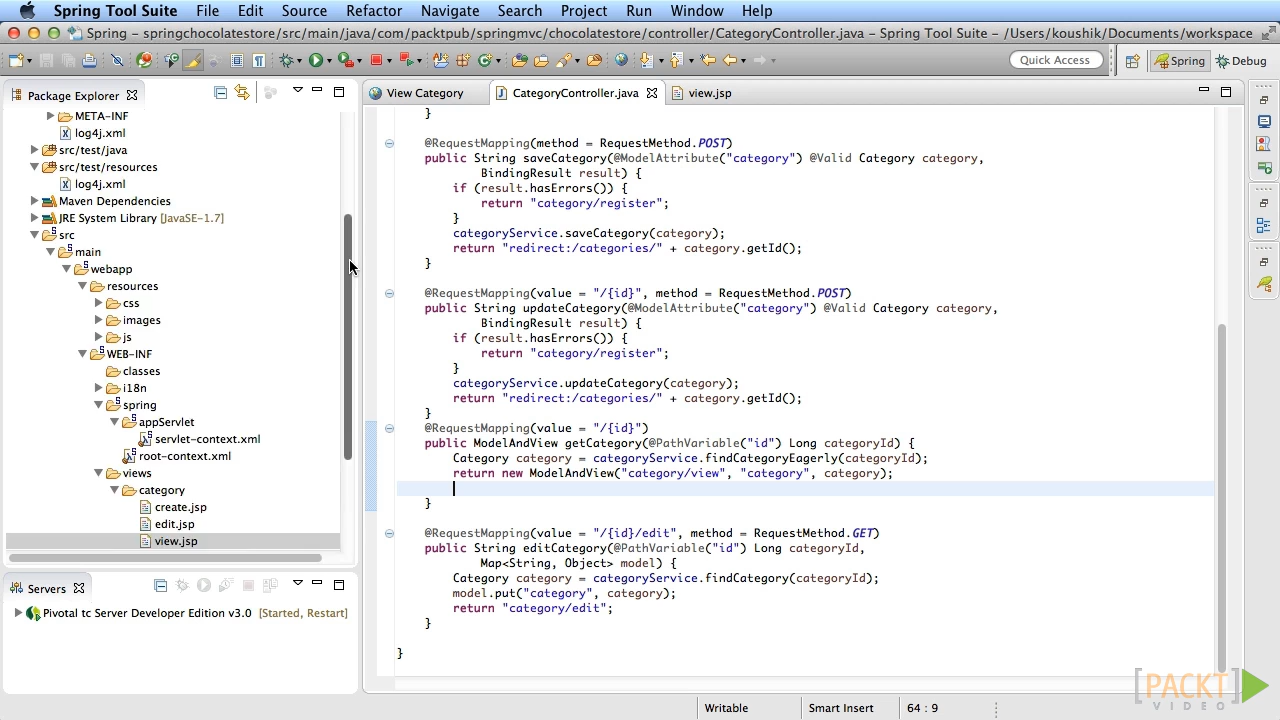 Spring Tool Suite File Edit Source Refactor Navigate Search Project Run Window Help
Spring – springchocolatestore/src/main/java/com/packtpub/springmvc/chocolatestore/controller/CategoryController.java – Spring Tool Suite – /Users/koushik/Documents/workspace
Quick Access
Spring
Debug
Package Explorer
META-INF
log4j.xml
src/test/java
src/test/resources
log4j.xml
Maven Dependencies
JRE System Library [JavaSE-1.7]
src
main
webapp
resources
css
images
js
WEB-INF
classes
i18n
spring
appServlet
servlet-context.xml
root-context.xml
views
category
create.jsp
edit.jsp
view.jsp
Servers
Pivotal tc Server Developer Edition v3.0 [Started, Restart]
View Category
CategoryController.java
view.jsp
}
@RequestMapping(method = RequestMethod.POST)
public String saveCategory(@ModelAttribute("category") @Valid Category category,
BindingResult result) {
if (result.hasErrors()) {
return "category/register";
}
categoryService.saveCategory(category);
return "redirect:/categories/" + category.getId();
}
@RequestMapping(value = "/{id}", method = RequestMethod.POST)
public String updateCategory(@ModelAttribute("category") @Valid Category category,
BindingResult result) {
if (result.hasErrors()) {
return "category/register";
}
categoryService.updateCategory(category);
return "redirect:/categories/" + category.getId();
}
@RequestMapping(value = "/{id}")
public ModelAndView getCategory(@PathVariable("id") Long categoryId) {
Category category = categoryService.findCategoryEagerly(categoryId);
return new ModelAndView("category/view", "category", category);
}
@RequestMapping(value = "/{id}/edit", method = RequestMethod.GET)
public String editCategory(@PathVariable("id") Long categoryId,
Map<String, Object> model) {
Category category = categoryService.findCategory(categoryId);
model.put("category", category);
return "category/edit";
}
}
[PACKT]
VIDEO
Writable
Smart Insert
64 : 9